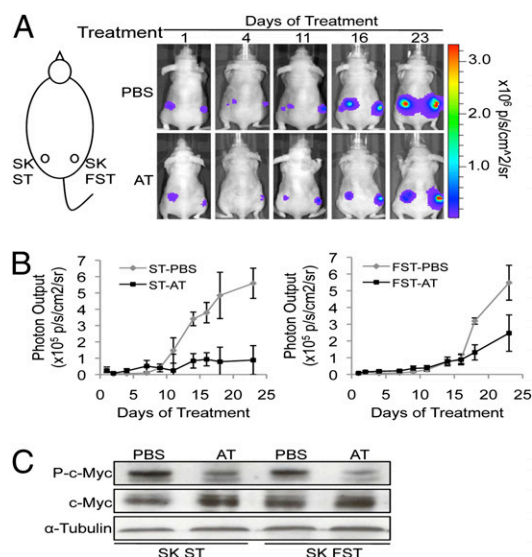 A
Days of Treatment
Treatment
1 4 11 16 23
PBS
AT
SK ST
SK FST
3.0
2.0
1.0
x10⁶ p/s/cm^2/sr
B
ST-PBS
ST-AT
Photon Output
(x10⁵ p/s/cm2/sr)
7
6
5
4
3
2
1
0
0 5 10 15 20 25
Days of Treatment
FST-PBS
FST-AT
Photon Output
(x10⁵ p/s/cm2/sr)
7
6
5
4
3
2
1
0
0 5 10 15 20 25
Days of Treatment
C
PBS AT PBS AT
P-c-Myc
c-Myc
α-Tubulin
SK ST SK FST